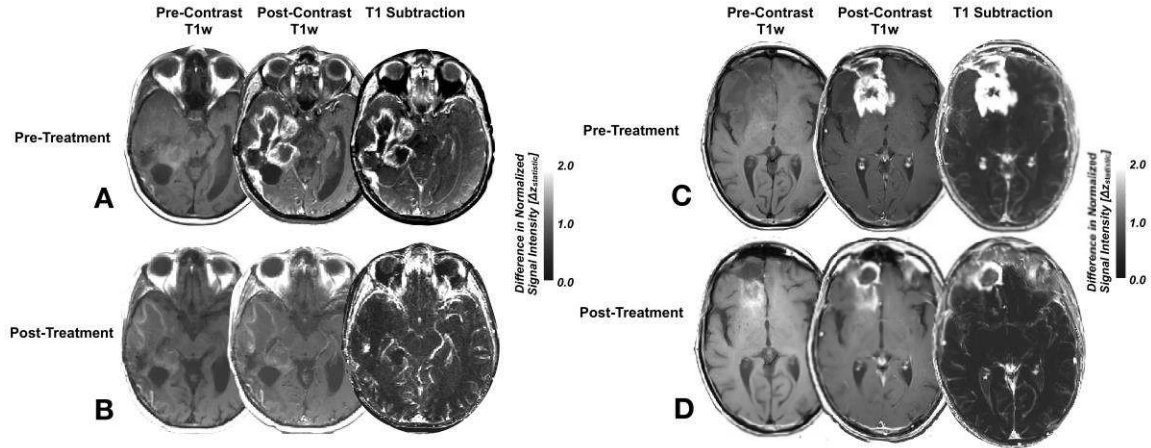 Pre-Contrast
T1w
Post-Contrast
T1w
T1 Subtraction
Pre-Treatment
A
Difference in Normalized
Signal Intensity [Δzstatistic]
2.0
1.0
0.0
Post-Treatment
B
Pre-Contrast
T1w
Post-Contrast
T1w
T1 Subtraction
Pre-Treatment
C
Difference in Normalized
Signal Intensity [Δzstatistic]
2.0
1.0
0.0
Post-Treatment
D